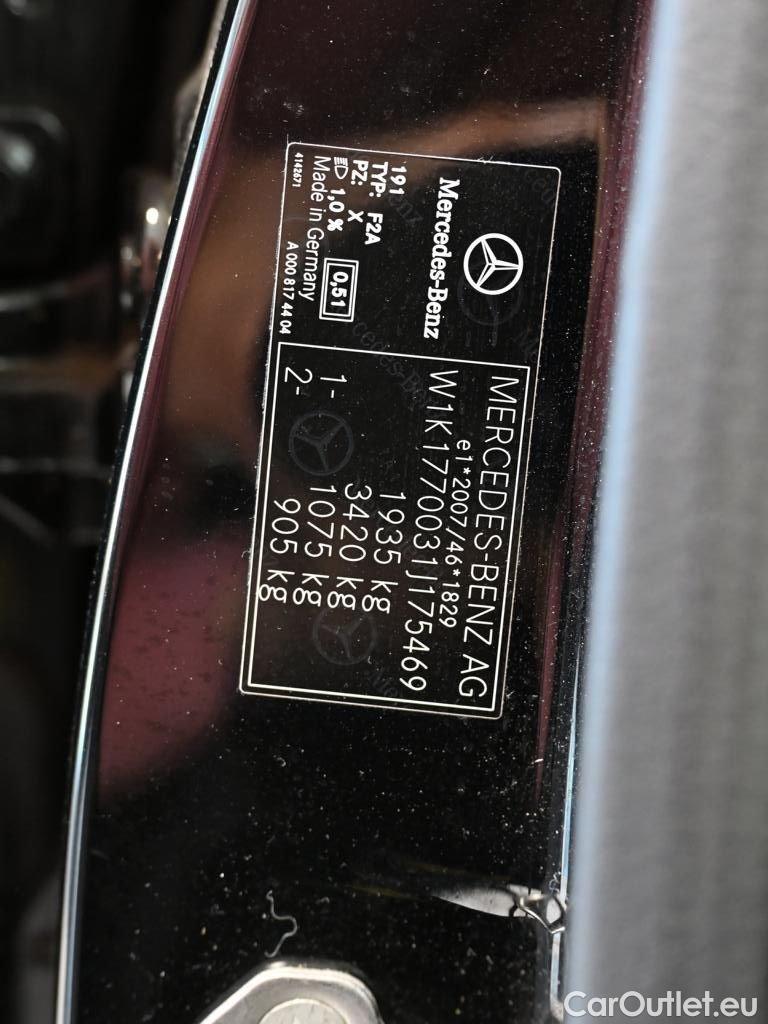 Mercedes-Benz
191
TYP: F2A
PZ: X
1,0 % 0,51
Made in Germany
4142671 A 000 817 44 04
MERCEDES-BENZ AG
e1*2007/46*1829
W1K1770031J175469
1935 kg
3420 kg
1- 1075 kg
2- 905 kg
CarOutlet.eu